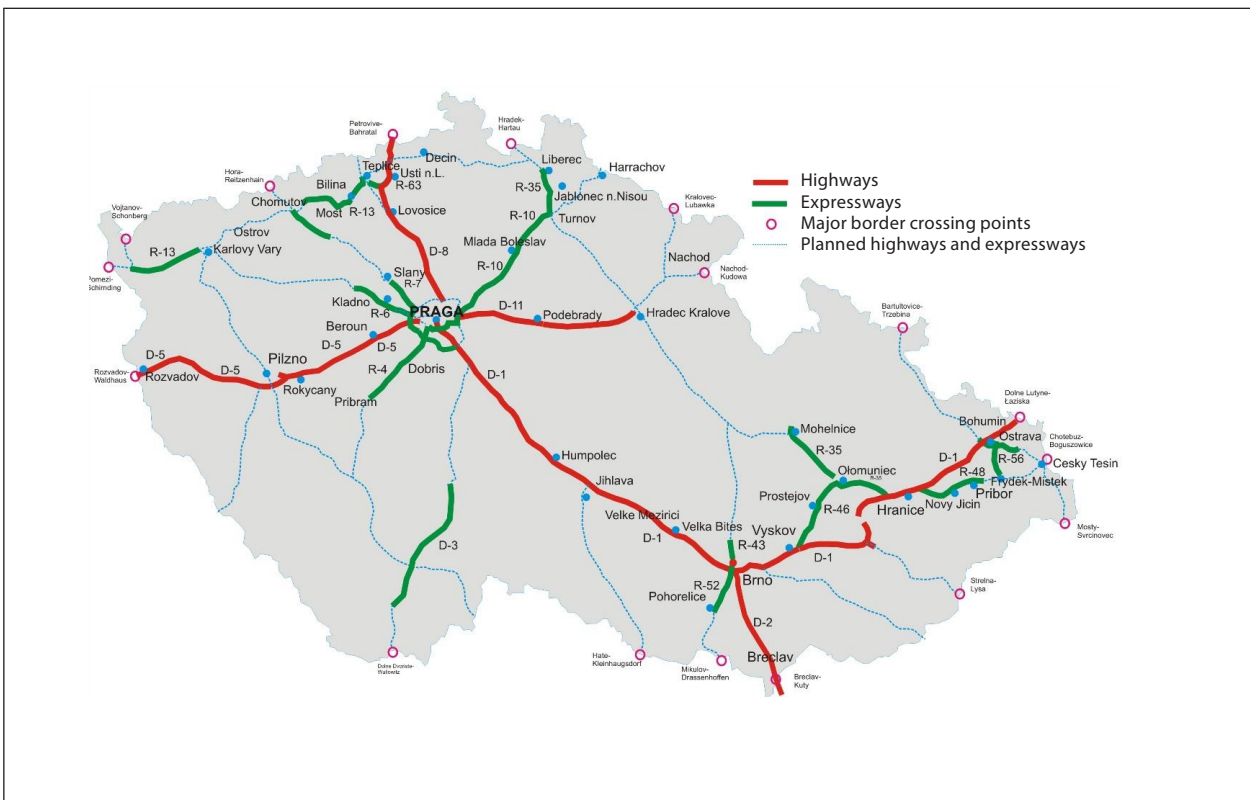 Petrovive-
Bahratal
Hradek-
Hartau
Decin
Teplice
Liberec
Harrachov
Usti n.L.
Hora-
Reitzenhain
R-63
Bilina
R-35
Jablonec n.Nisou
Chomutov
Most
R-13
Lovosice
R-10
Turnov
Kralovec-
Lubawka
Vojtanov-
Schonberg
Ostrov
R-13
Karlovy Vary
D-8
Mlada Boleslav
Nachod
R-10
Slany
R-7
Nachod-
Kudowa
Pomezi-
Schimding
Kladno
R-6
PRAGA
D-11
Podebrady
Hradec Kralove
Bartultovice-
Trzebina
Beroun
D-5
D-5
Pilzno
D-5
Rozvadov-
Waldhaus
Rozvadov
D-5
Rokycany
R-4
Dobris
D-1
Pribram
Dolne Lutyne-
Łaziska
Bohumin
Mohelnice
Ostrava
Chotebuz-
Boguszowice
R-35
D-1
R-56
Cesky Tesin
Humpolec
Ołomuniec
R-35
R-48
Frydek-Mistek
Jihlava
Prostejov
Hranice
Novy Jicin
Pribor
R-46
Velke Mezirici
Velka Bites
Vyskov
Mosty-
Svrcinovec
D-1
R-43
D-1
D-3
R-52
Brno
Strelna-
Lysa
Pohorelice
D-2
Hate-
Kleinhaugsdorf
Breclav
Mikulov-
Drassenhoffen
Breclav-
Kuty
Highways
Expressways
Major border crossing points
Planned highways and expressways